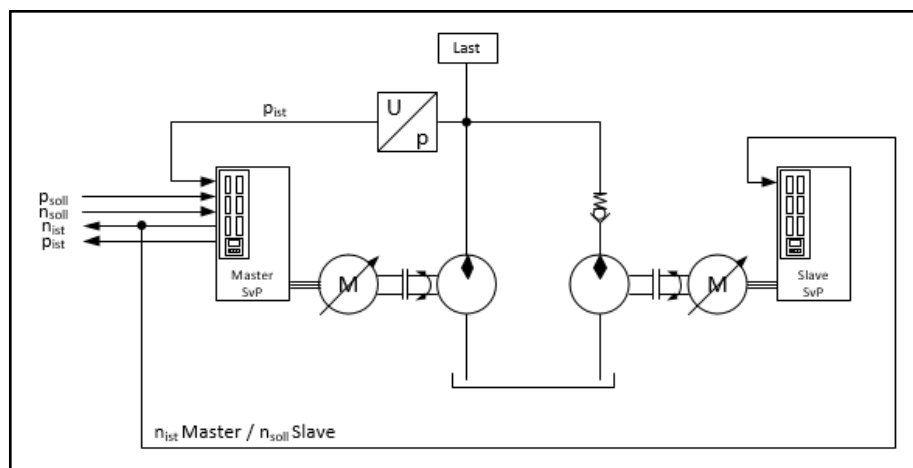 Last
p_ist
U
p
p_soll
n_soll
n_ist
p_ist
Master
SvP
M
M
Slave
SvP
n_ist Master / n_soll Slave